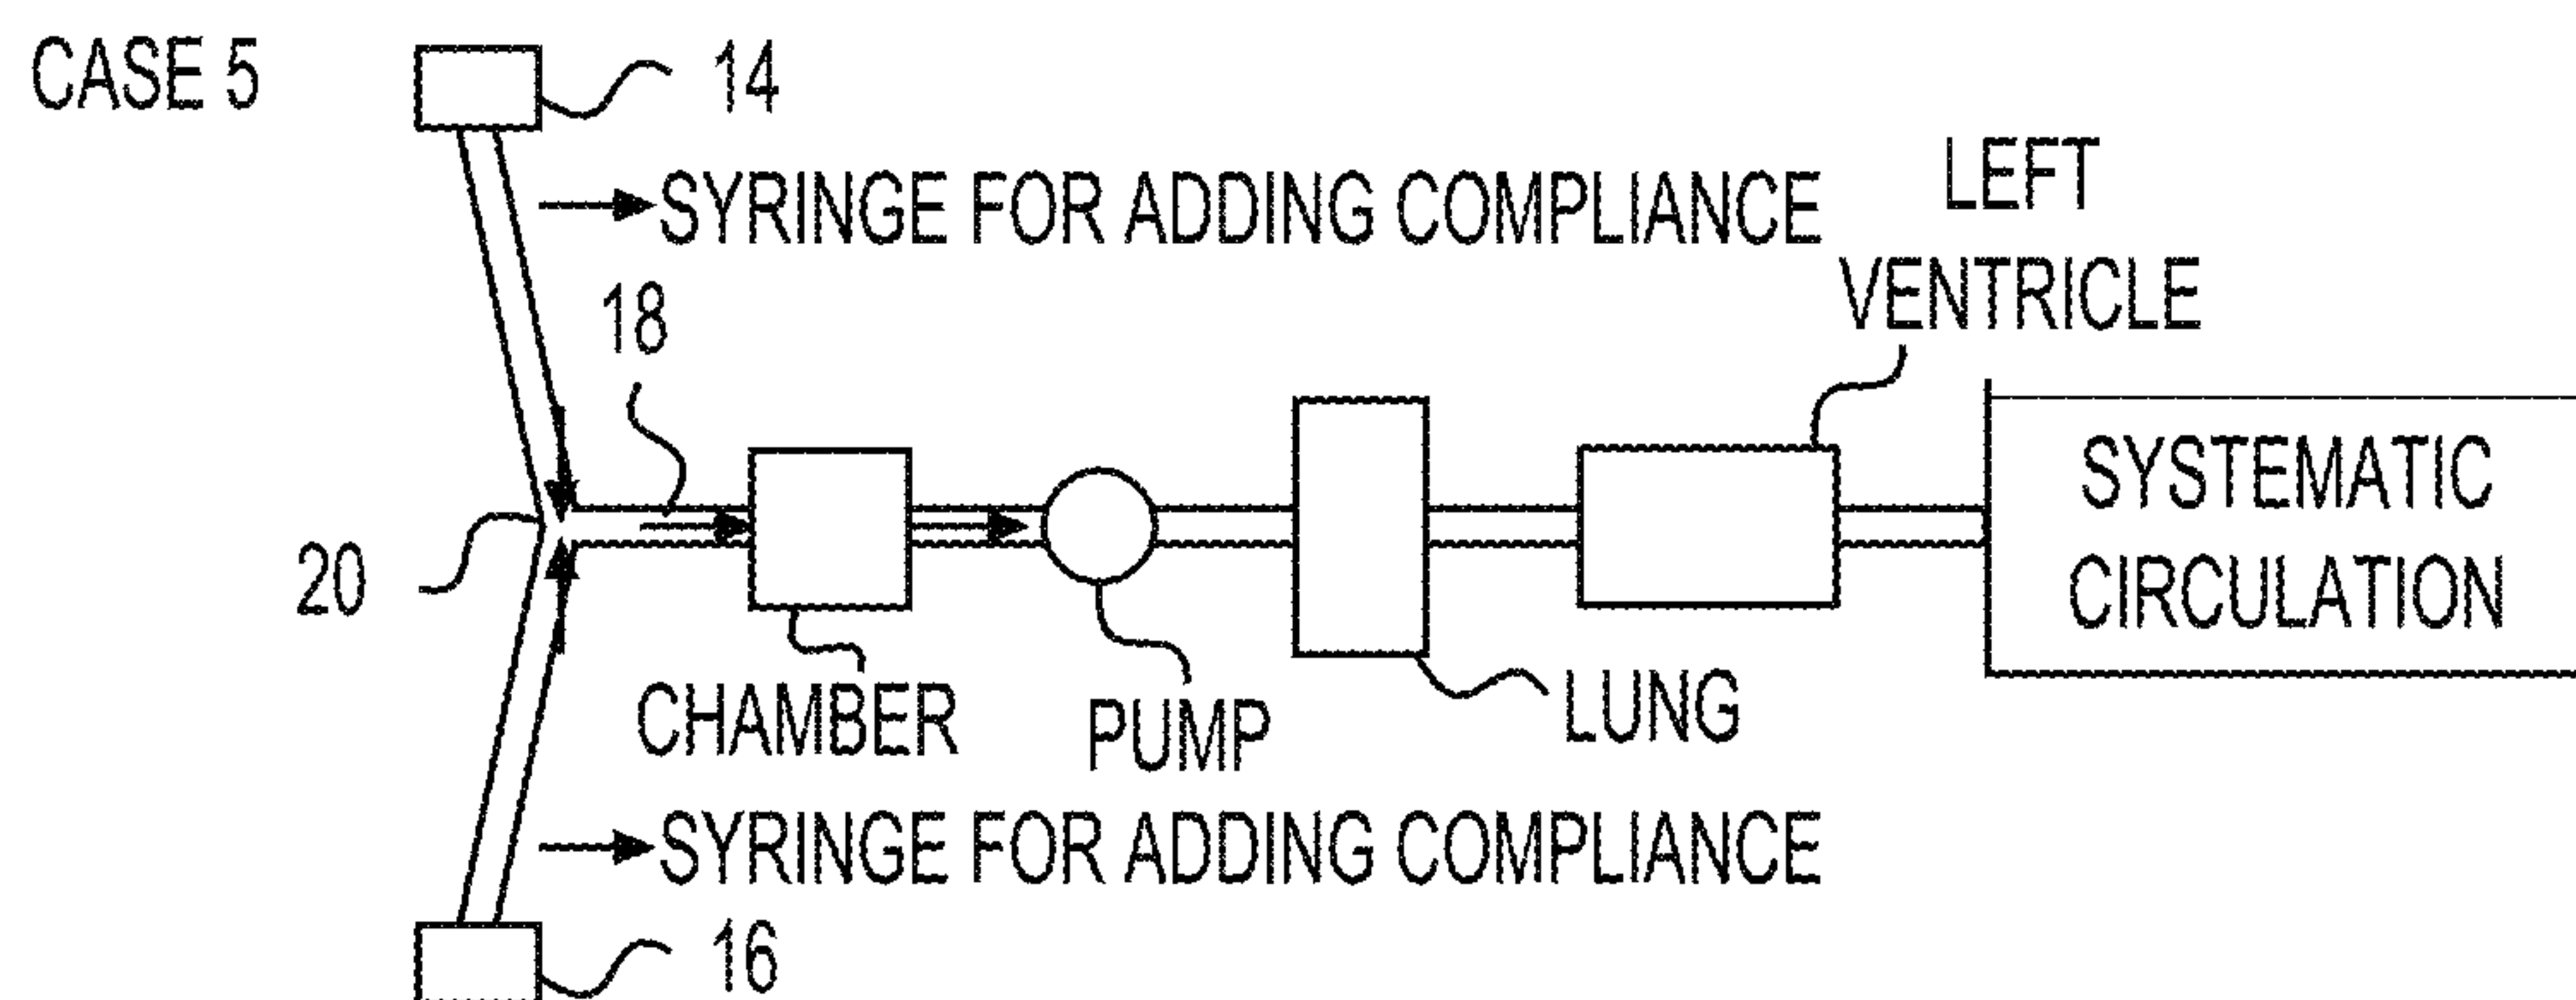 CASE 5
14
SYRINGE FOR ADDING COMPLIANCE
LEFT
VENTRICLE
18
SYSTEMATIC
CIRCULATION
20
CHAMBER
PUMP
LUNG
SYRINGE FOR ADDING COMPLIANCE
16